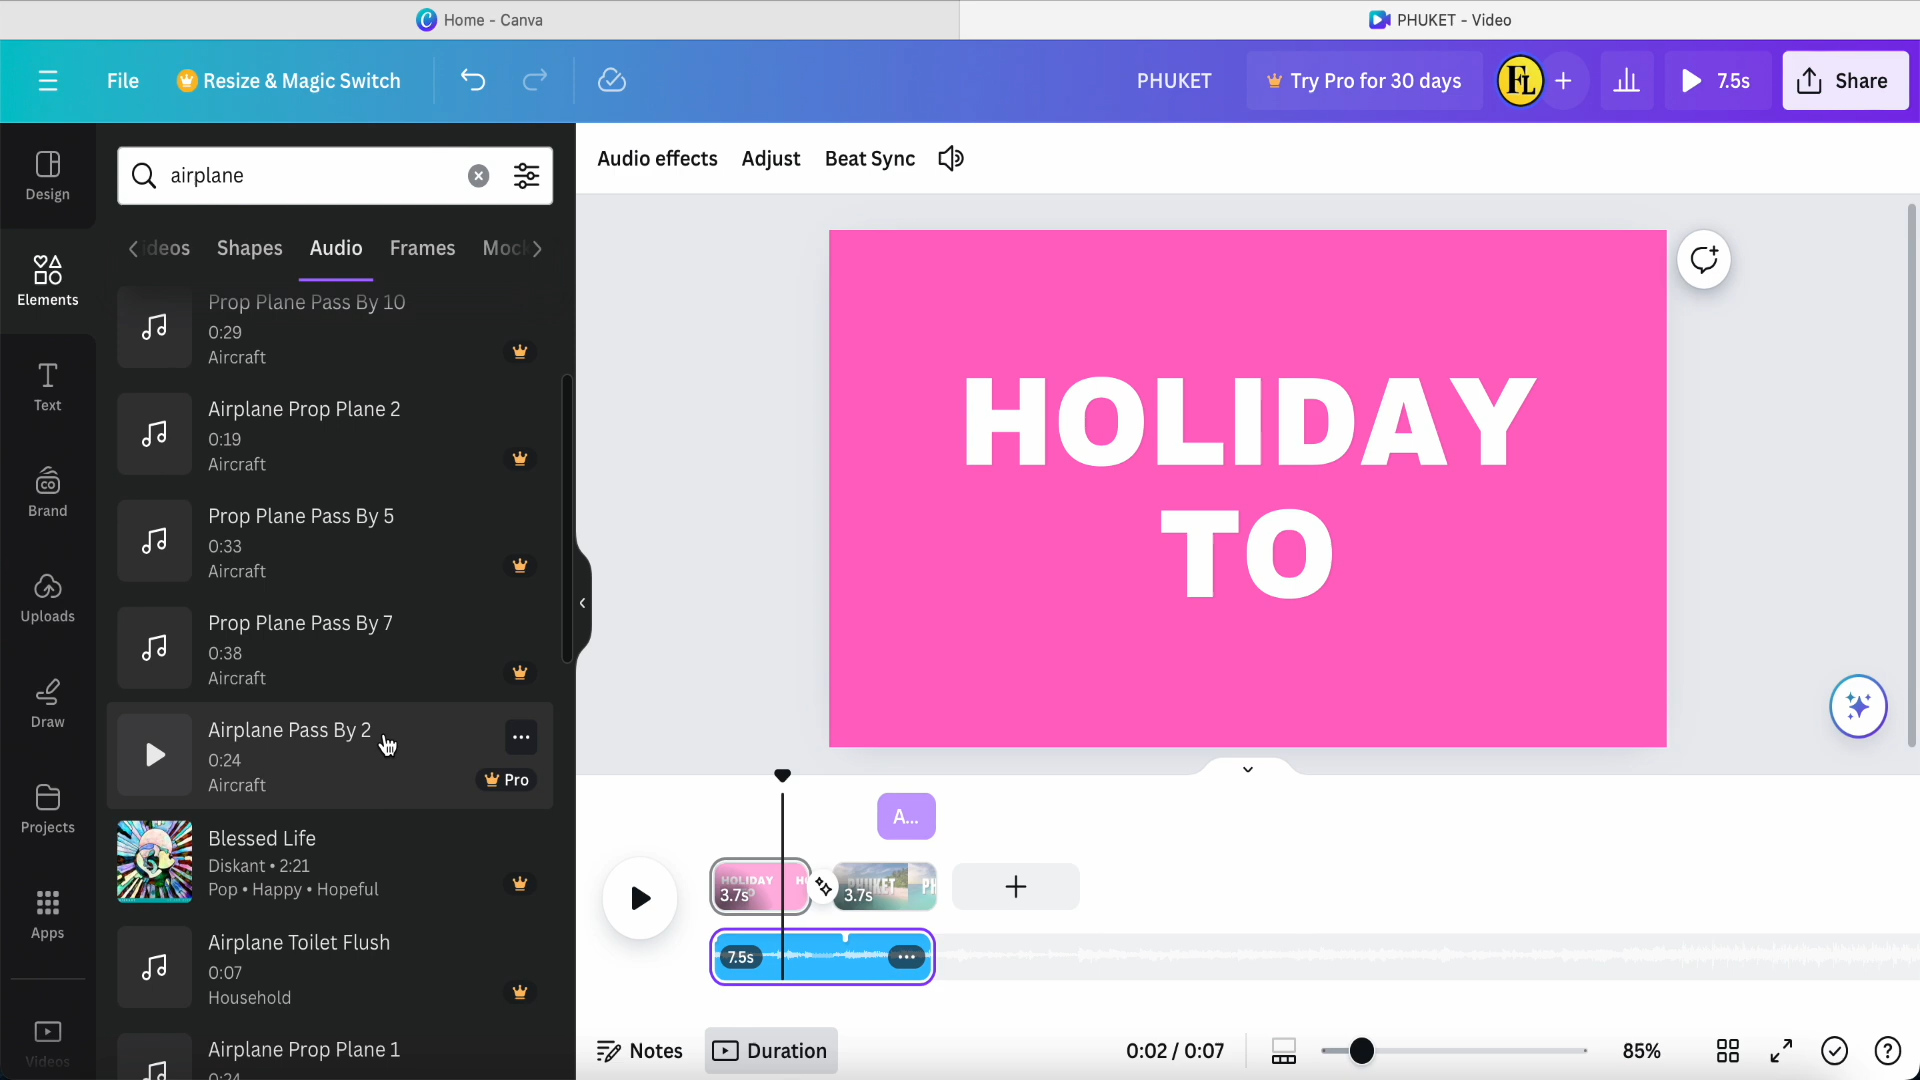 Home - Canva
PHUKET - Video
File
Resize & Magic Switch
PHUKET
Try Pro for 30 days
FL
7.5s
Share
Design
Elements
Text
Brand
Uploads
Draw
Projects
Apps
Videos
airplane
ideos
Shapes
Audio
Frames
Mock
Prop Plane Pass By 10
0:29
Aircraft
Airplane Prop Plane 2
0:19
Aircraft
Prop Plane Pass By 5
0:33
Aircraft
Prop Plane Pass By 7
0:38
Aircraft
Airplane Pass By 2
0:24
Aircraft
Pro
Blessed Life
Diskant • 2:21
Pop • Happy • Hopeful
Airplane Toilet Flush
0:07
Household
Airplane Prop Plane 1
0:24
Audio effects
Adjust
Beat Sync
HOLIDAY
TO
A...
HOLIDAY
3.7s
PHUKET
3.7s
7.5s
Notes
Duration
0:02 / 0:07
85%